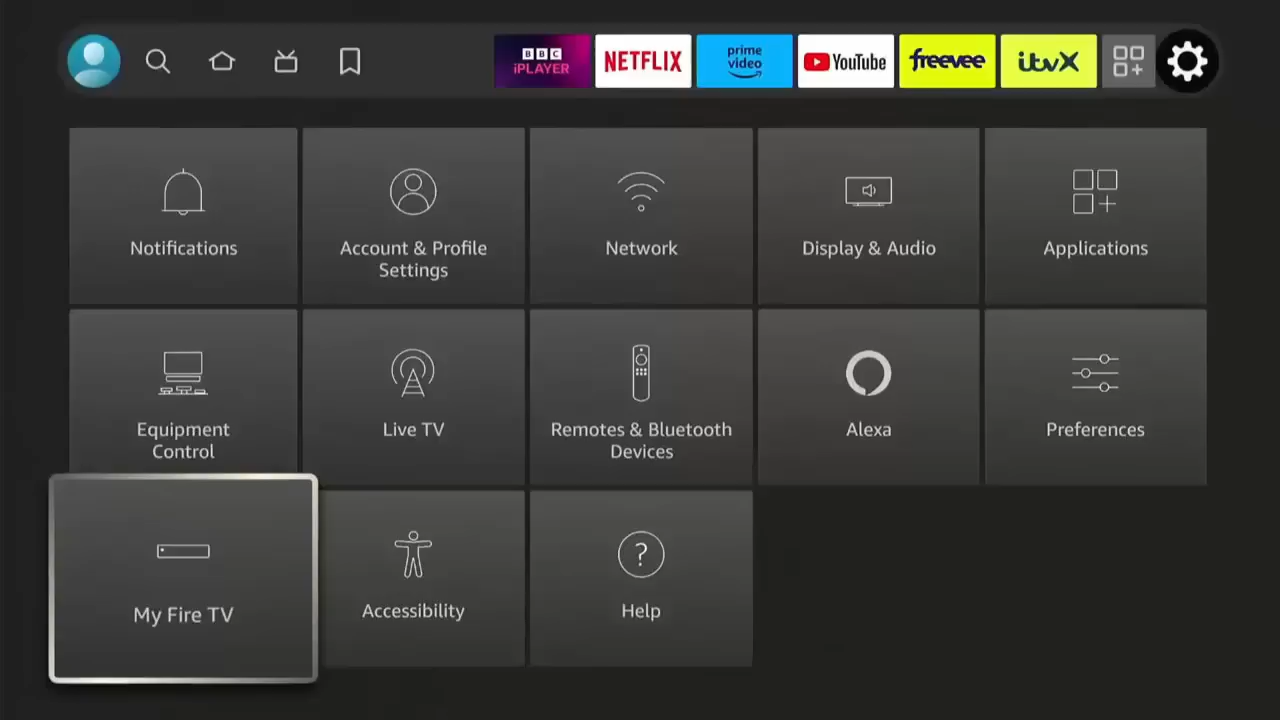 BBC
iPLAYER
NETFLIX
prime
video
YouTube
freevee
itvX
Notifications
Account & Profile
Settings
Network
Display & Audio
Applications
Equipment
Control
Live TV
Remotes & Bluetooth
Devices
Alexa
Preferences
My Fire TV
Accessibility
?
Help